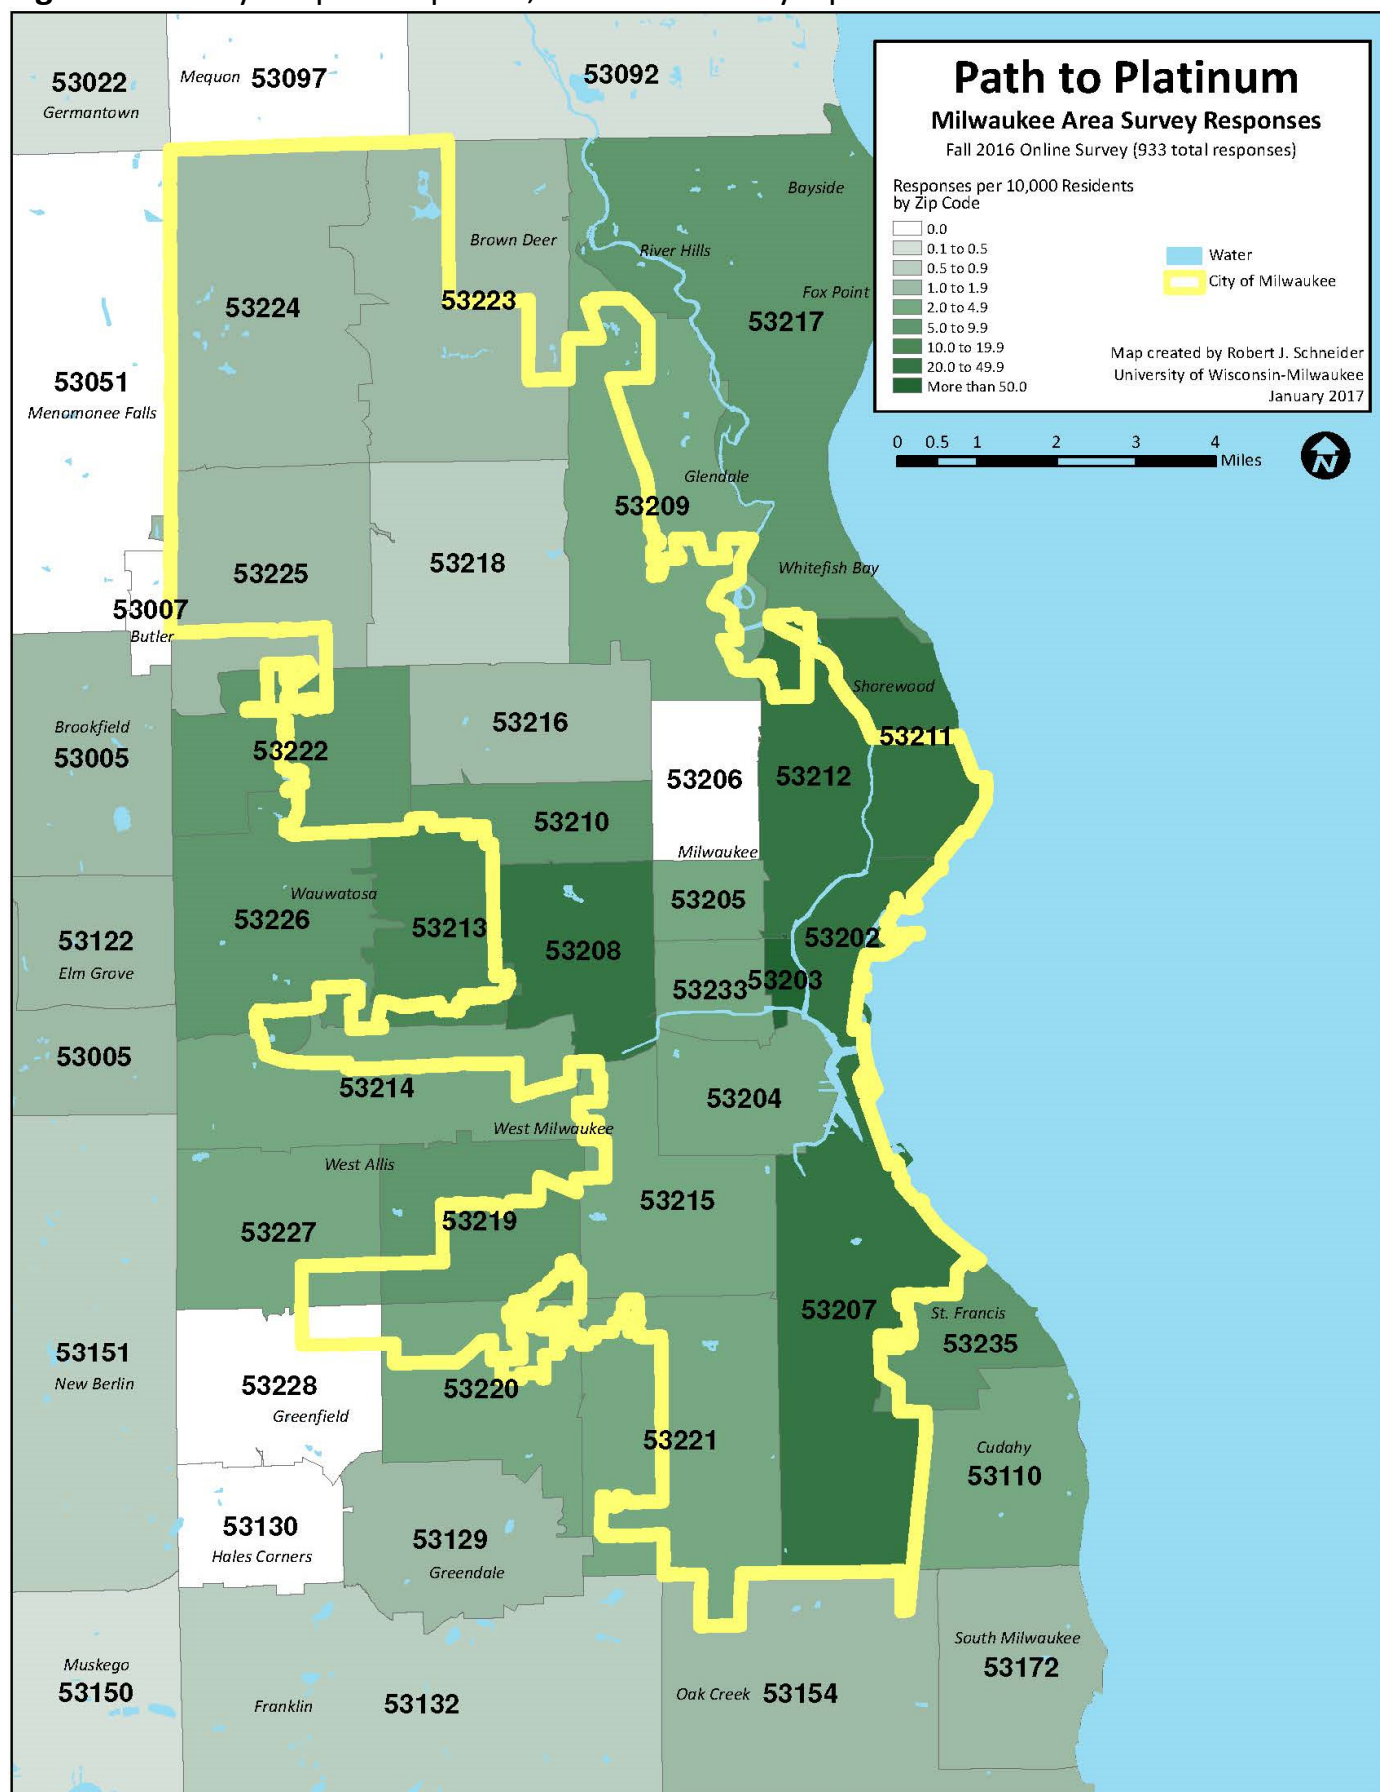 53022
Germantown
Mequon 53097
53092
Path to Platinum
Milwaukee Area Survey Responses
Fall 2016 Online Survey (933 total responses)
Responses per 10,000 Residents
by Zip Code
0.0
0.1 to 0.5
0.5 to 0.9
1.0 to 1.9
2.0 to 4.9
5.0 to 9.9
10.0 to 19.9
20.0 to 49.9
More than 50.0
Water
City of Milwaukee
Map created by Robert J. Schneider
University of Wisconsin-Milwaukee
January 2017
0 0.5 1 2 3 4
Miles
N
Bayside
Brown Deer
River Hills
Fox Point
53224
53223
53217
53051
Menomonee Falls
Glendale
53209
53225
53218
Whitefish Bay
53007
Butler
Shorewood
Brookfield
53005
53222
53216
53206
53212
53211
53210
Milwaukee
Wauwatosa
53226
53213
53208
53205
53202
53122
Elm Grove
53233
53203
53005
53214
53204
West Milwaukee
West Allis
53227
53219
53215
53207
St. Francis
53235
53151
New Berlin
53228
Greenfield
53220
53221
Cudahy
53110
53130
Hales Corners
53129
Greendale
Muskego
53150
Franklin
53132
Oak Creek 53154
South Milwaukee
53172